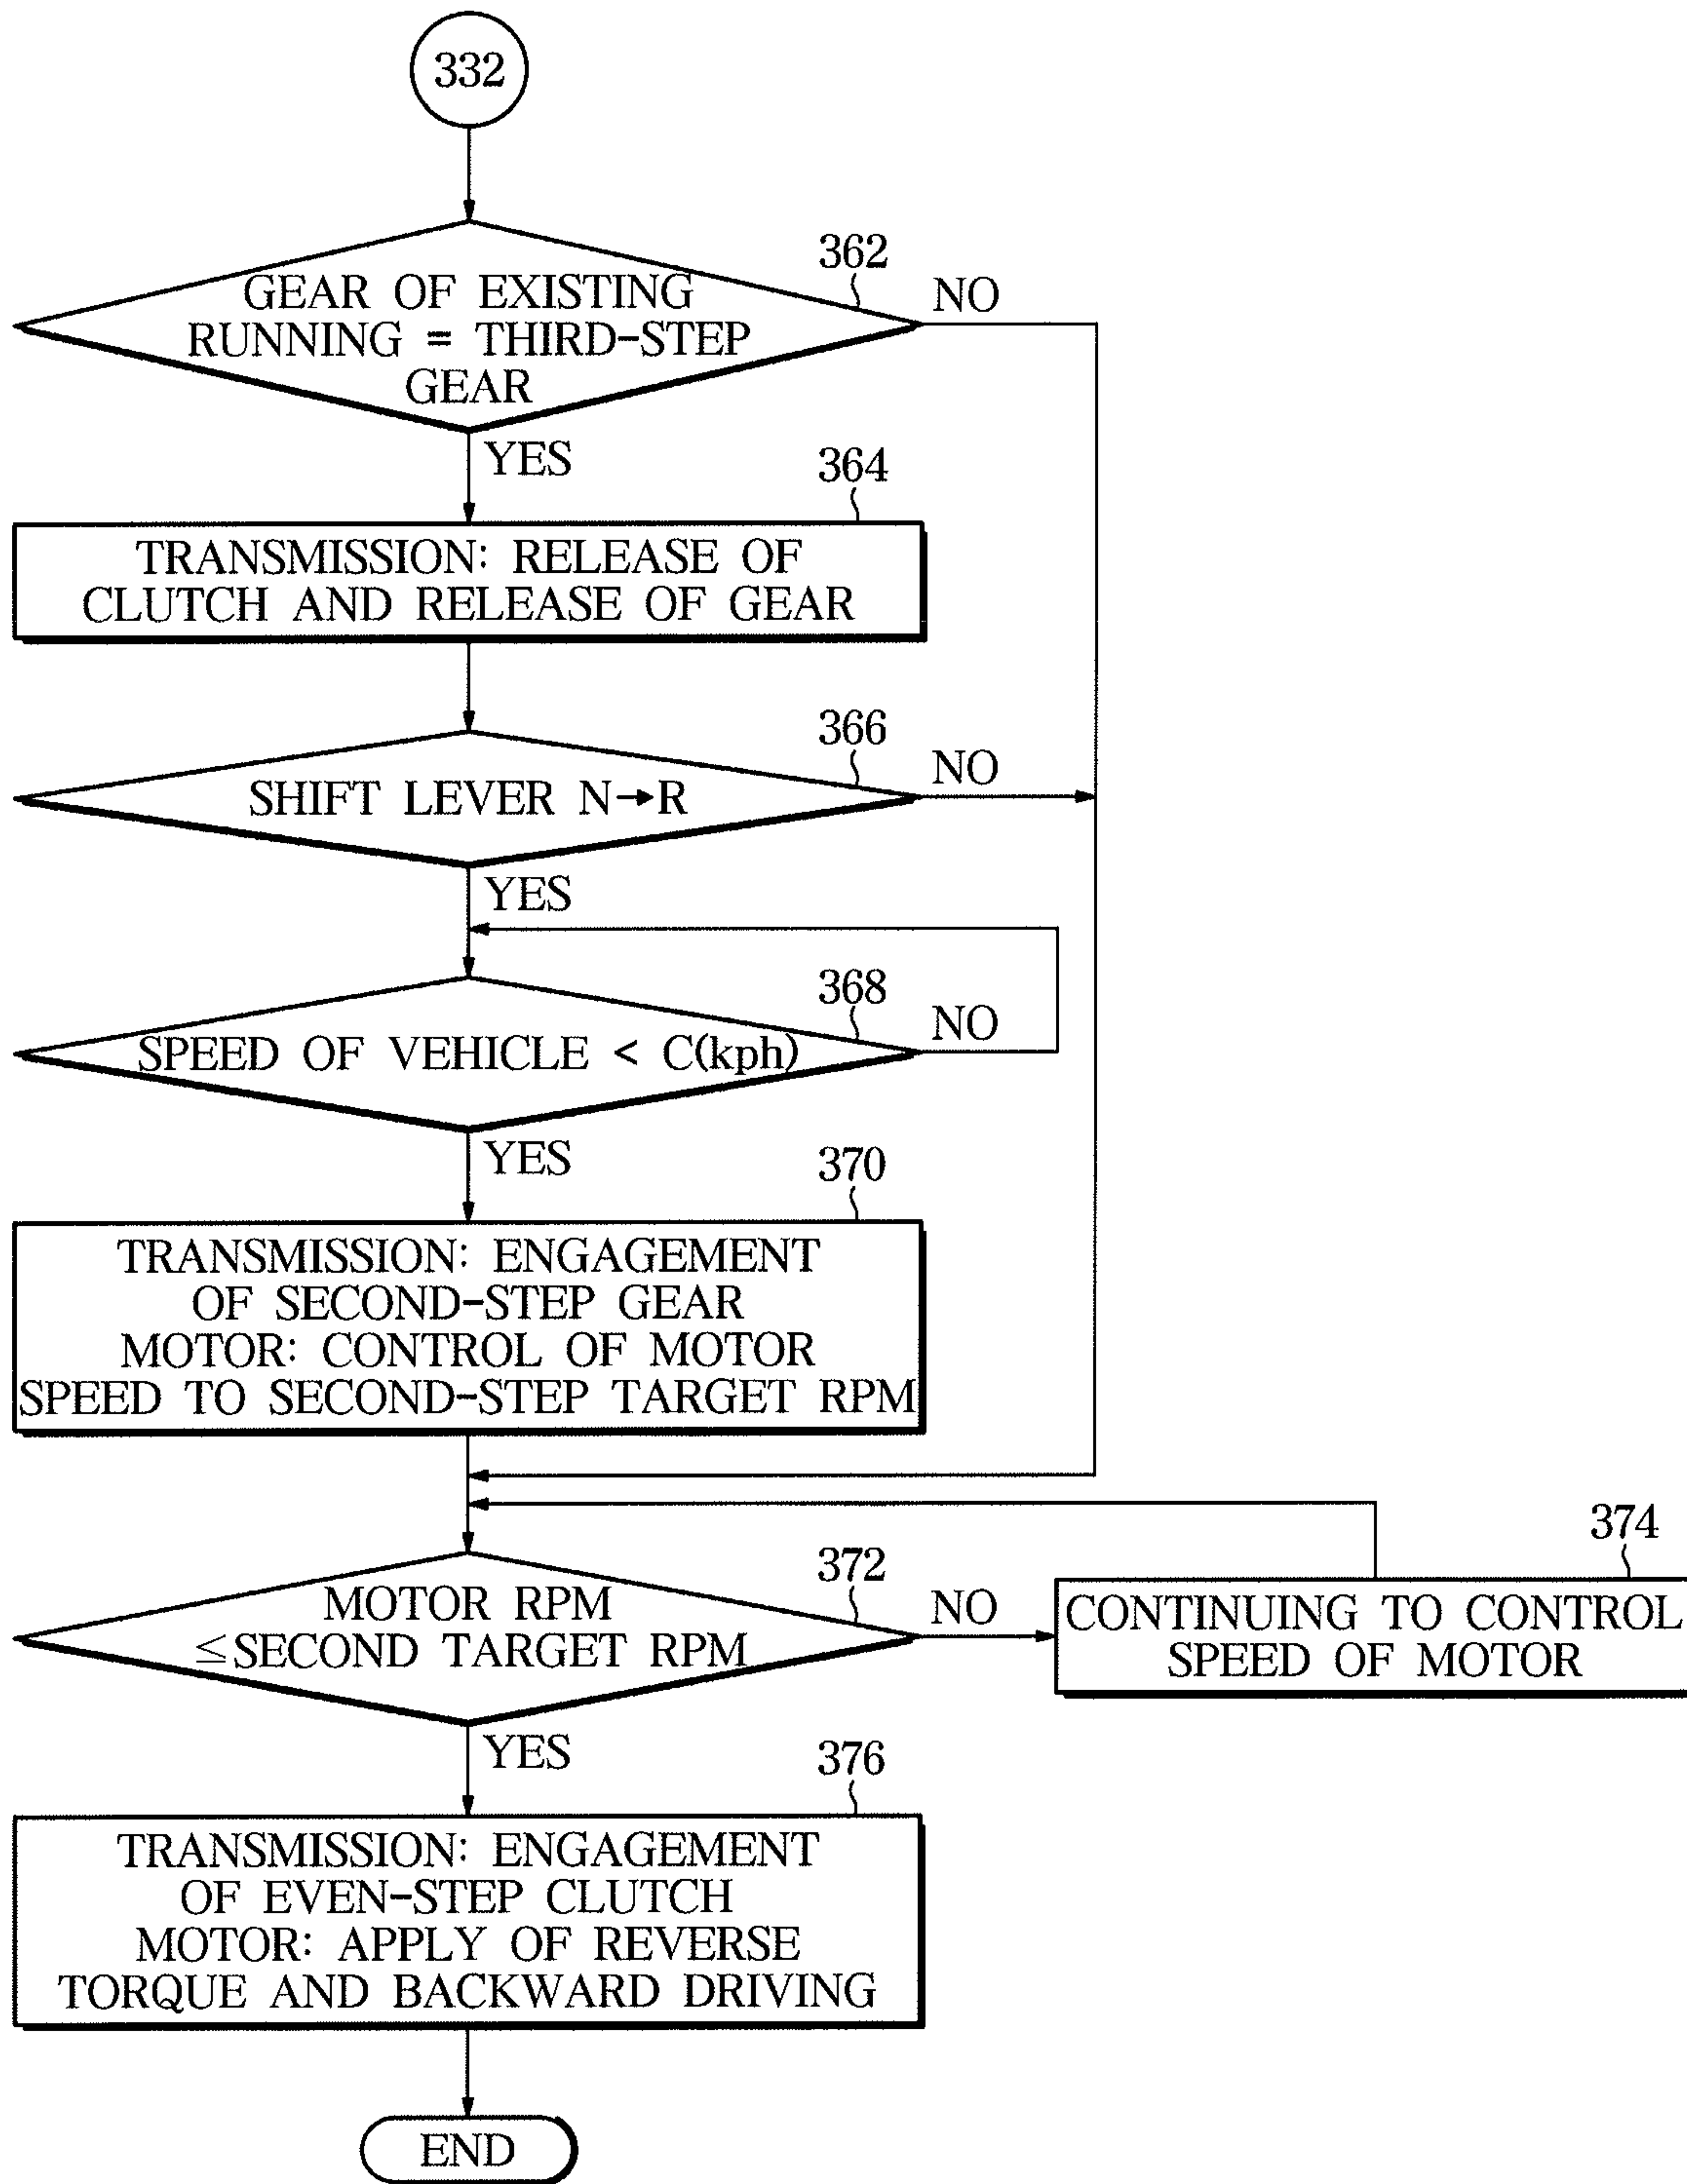 332
362
GEAR OF EXISTING
RUNNING = THIRD-STEP
GEAR
NO
YES
364
TRANSMISSION: RELEASE OF
CLUTCH AND RELEASE OF GEAR
366
SHIFT LEVER N→R
NO
YES
368
SPEED OF VEHICLE < C(kph)
NO
YES
370
TRANSMISSION: ENGAGEMENT
OF SECOND-STEP GEAR
MOTOR: CONTROL OF MOTOR
SPEED TO SECOND-STEP TARGET RPM
372
MOTOR RPM
≦SECOND TARGET RPM
NO
374
CONTINUING TO CONTROL
SPEED OF MOTOR
YES
376
TRANSMISSION: ENGAGEMENT
OF EVEN-STEP CLUTCH
MOTOR: APPLY OF REVERSE
TORQUE AND BACKWARD DRIVING
END